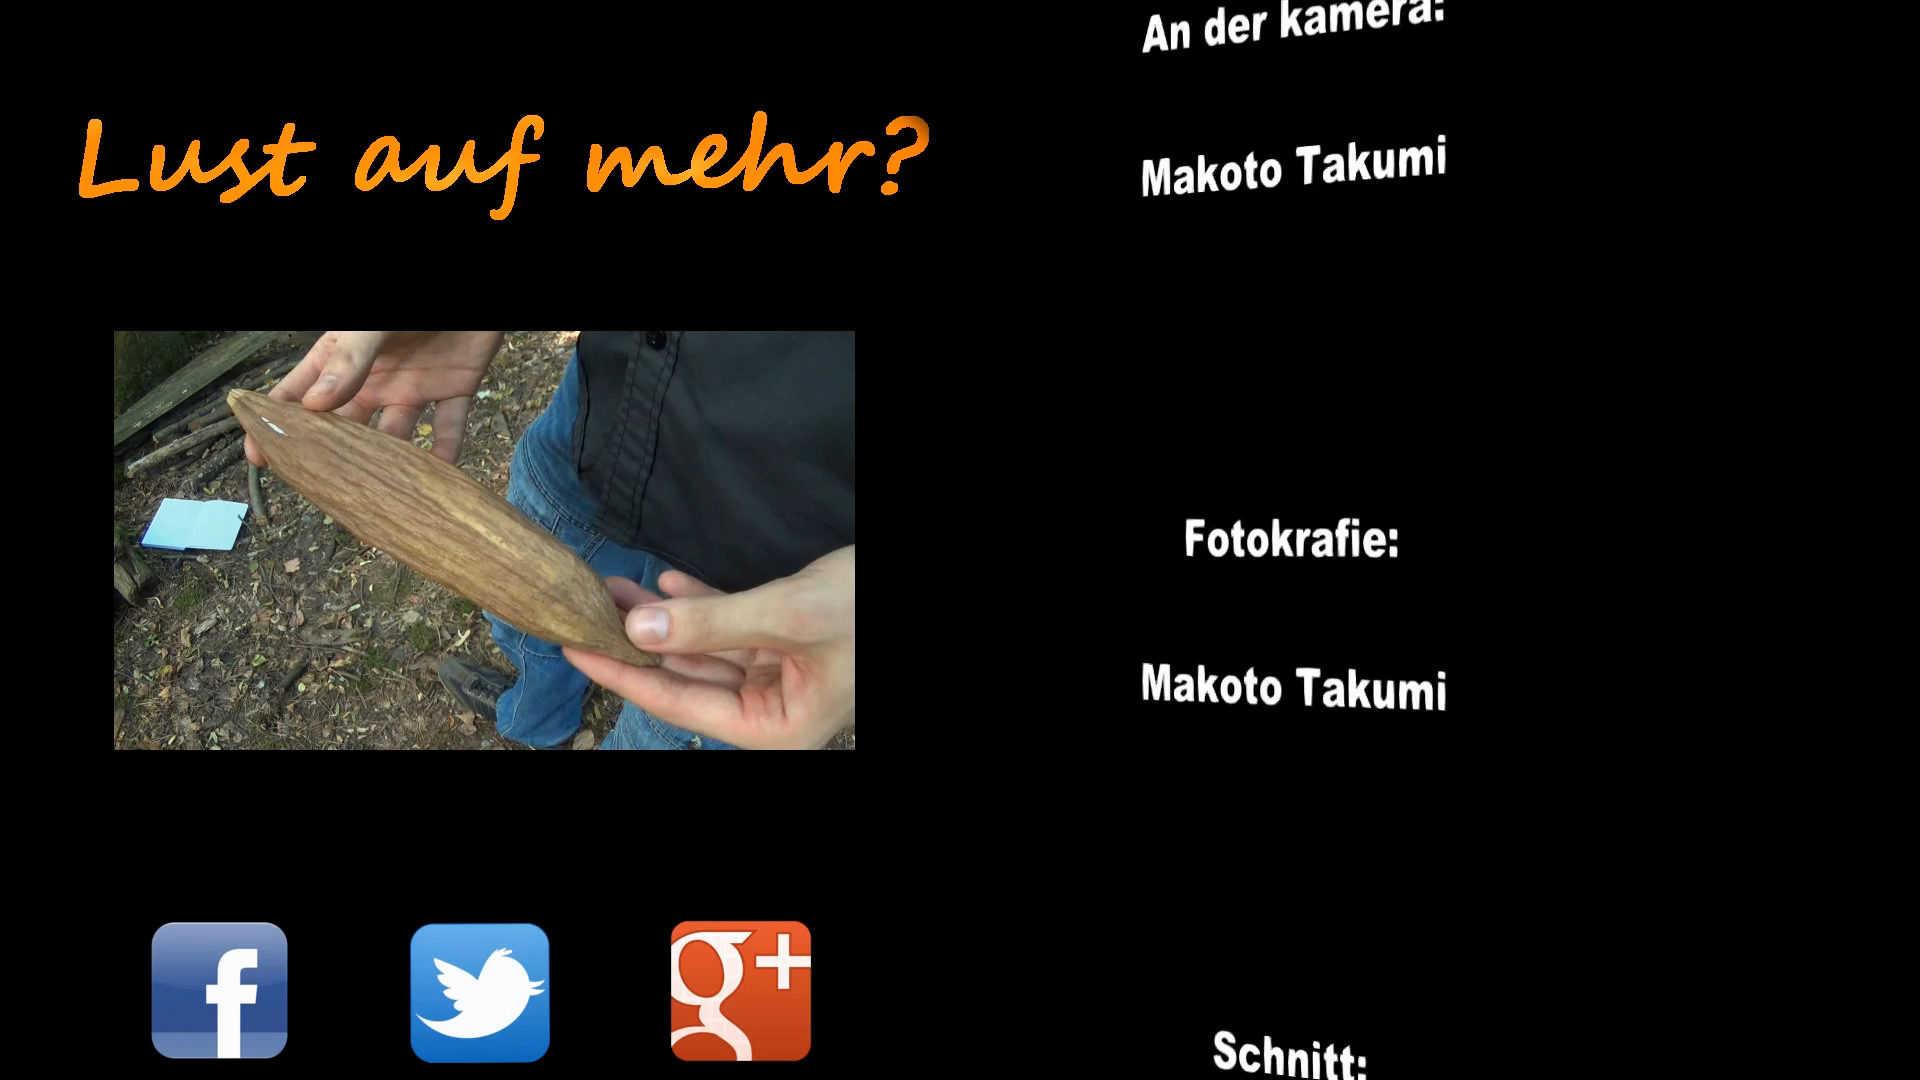 Lust auf mehr?
An der kamera:
Makoto Takumi
Fotokrafie:
Makoto Takumi
Schnitt:
f
g+